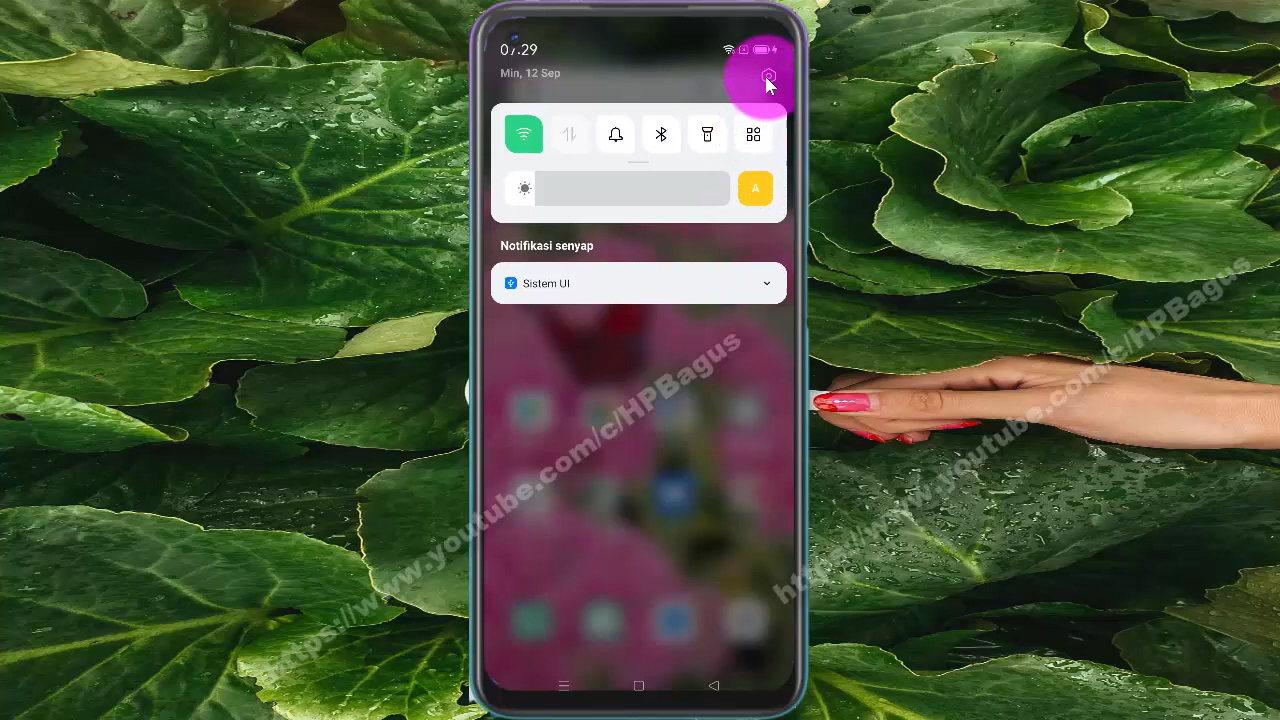 07.29
Min, 12 Sep
A
Notifikasi senyap
Sistem UI
https://www.youtube.com/c/HPBagus
https://www.youtube.com/c/HPBagus